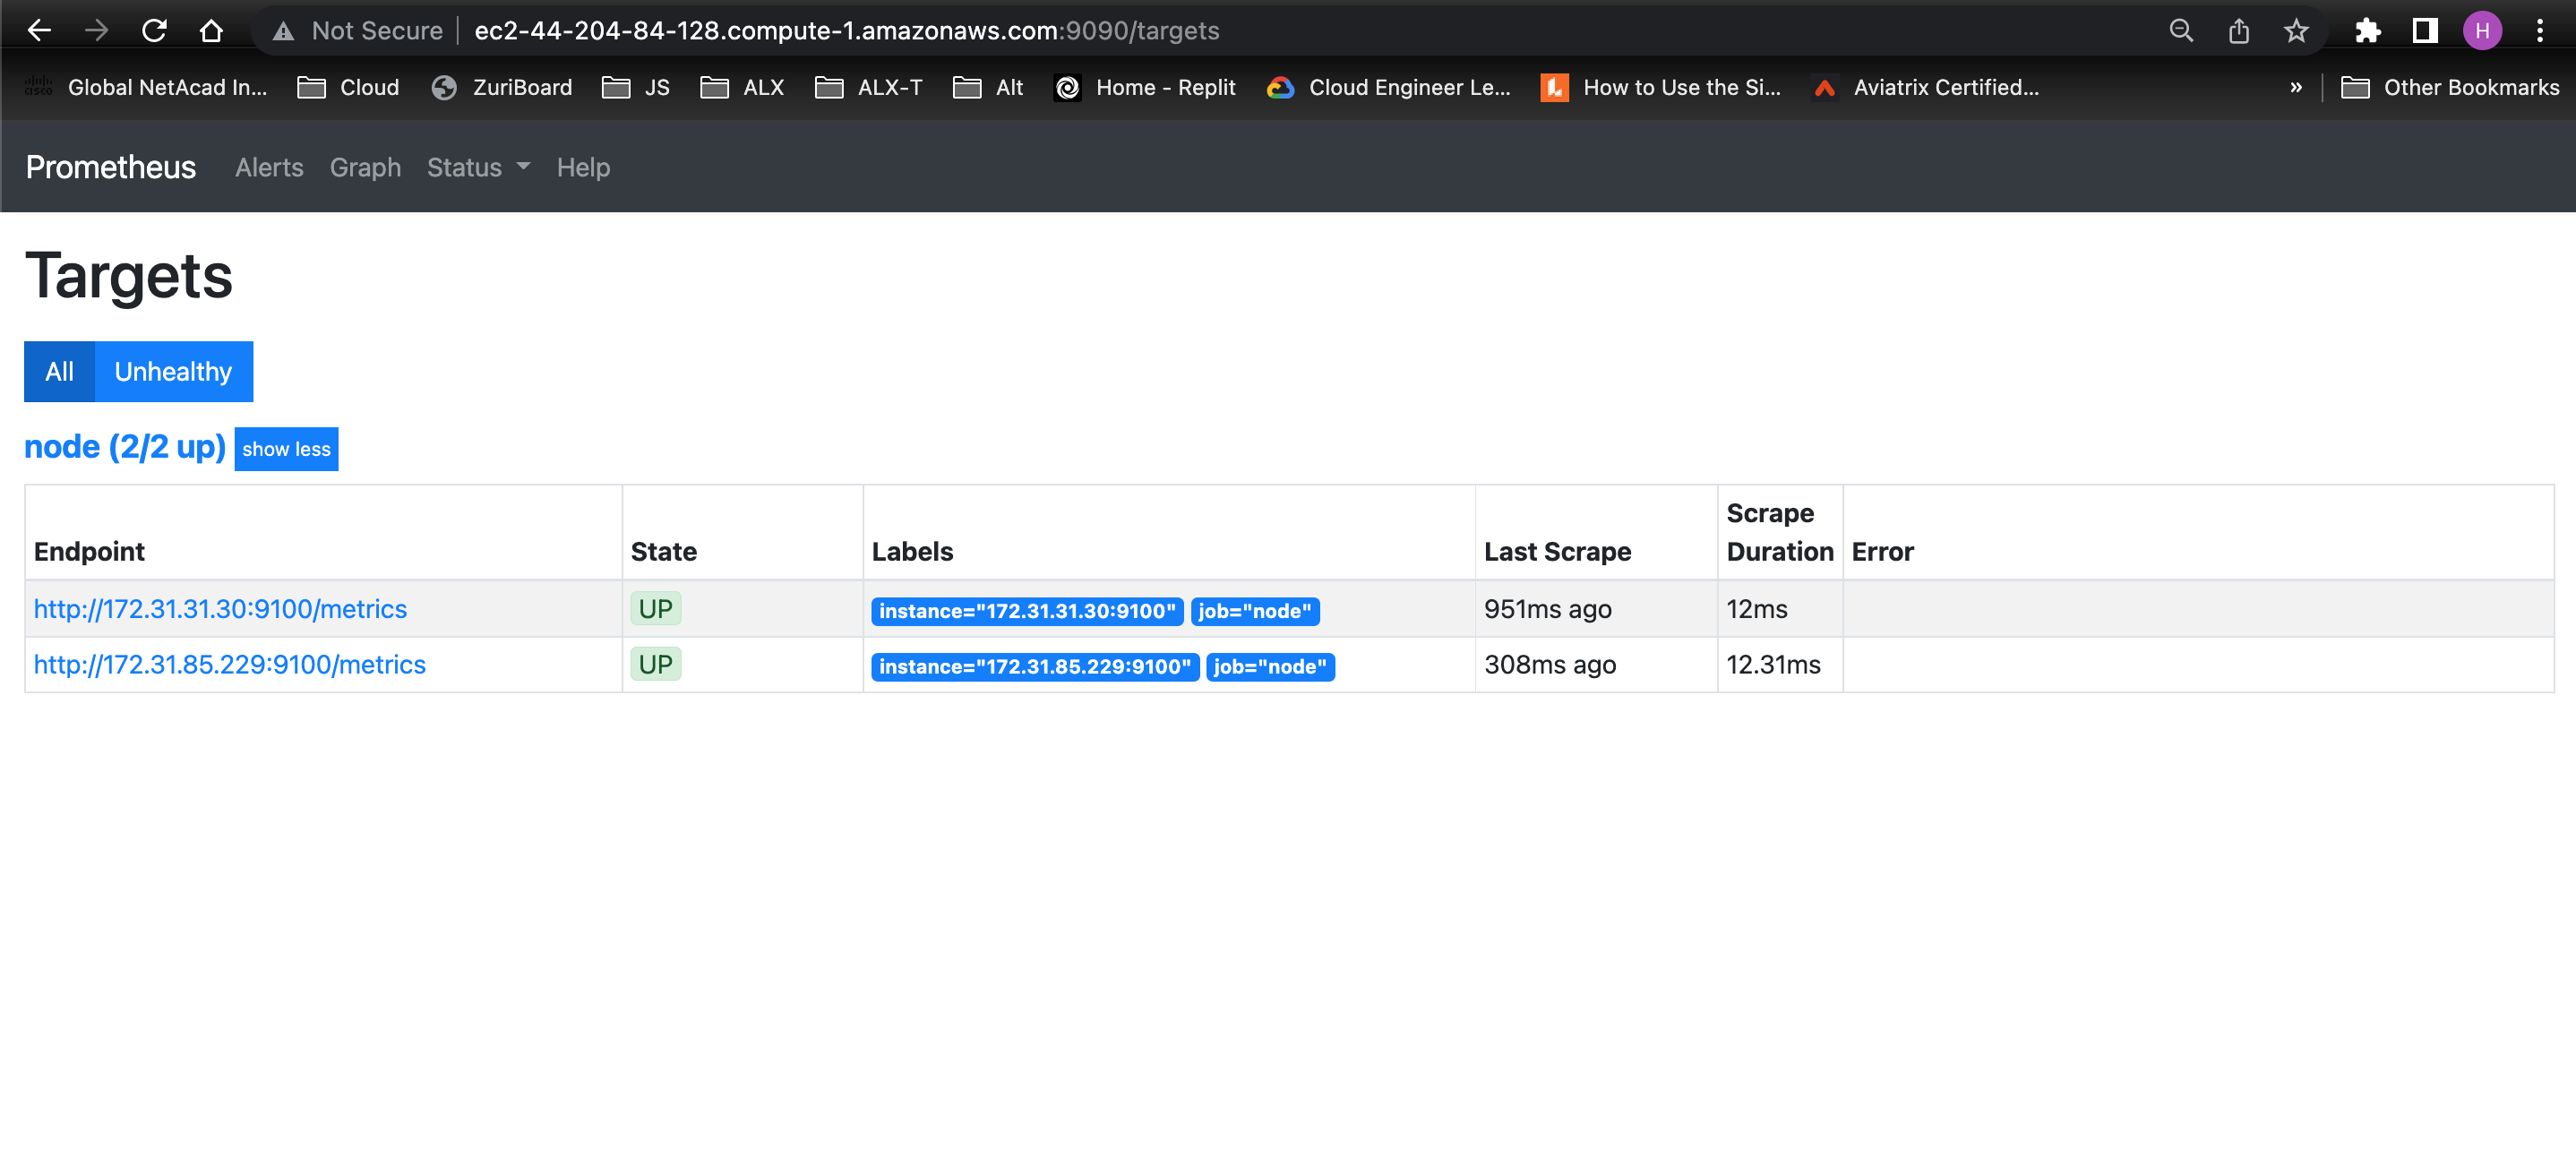 Not Secure ec2-44-204-84-128.compute-1.amazonaws.com:9090/targets H
CISCO Global NetAcad In... Cloud ZuriBoard JS ALX ALX-T Alt Home - Replit Cloud Engineer Le... How to Use the Si... Aviatrix Certified... » Other Bookmarks
Prometheus Alerts Graph Status Help
Targets
All Unhealthy
node (2/2 up) show less
Endpoint State Labels Last Scrape Scrape Duration Error
http://172.31.31.30:9100/metrics UP instance="172.31.31.30:9100" job="node" 951ms ago 12ms
http://172.31.85.229:9100/metrics UP instance="172.31.85.229:9100" job="node" 308ms ago 12.31ms